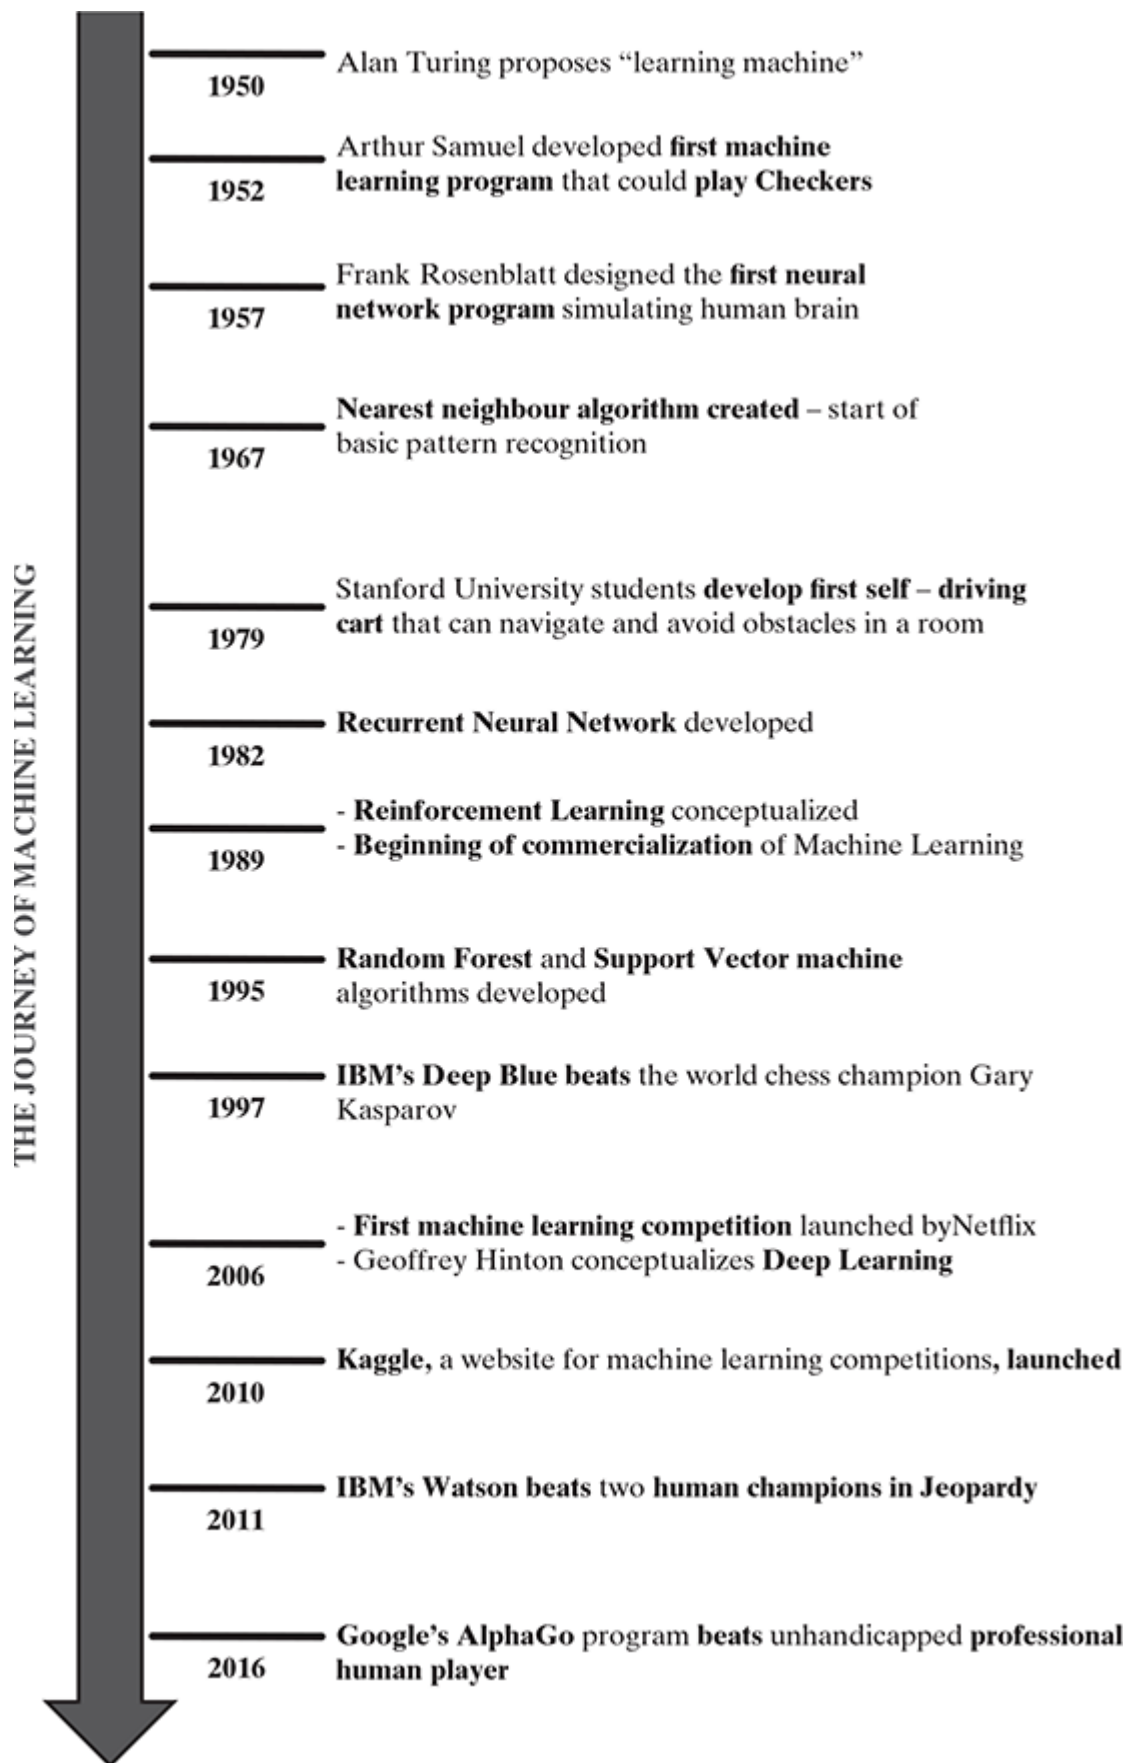 THE JOURNEY OF MACHINE LEARNING
1950
Alan Turing proposes “learning machine”
1952
Arthur Samuel developed first machine
learning program that could play Checkers
1957
Frank Rosenblatt designed the first neural
network program simulating human brain
1967
Nearest neighbour algorithm created – start of
basic pattern recognition
1979
Stanford University students develop first self – driving
cart that can navigate and avoid obstacles in a room
1982
Recurrent Neural Network developed
1989
- Reinforcement Learning conceptualized
- Beginning of commercialization of Machine Learning
1995
Random Forest and Support Vector machine
algorithms developed
1997
IBM’s Deep Blue beats the world chess champion Gary
Kasparov
2006
- First machine learning competition launched byNetflix
- Geoffrey Hinton conceptualizes Deep Learning
2010
Kaggle, a website for machine learning competitions, launched
2011
IBM’s Watson beats two human champions in Jeopardy
2016
Google’s AlphaGo program beats unhandicapped professional
human player